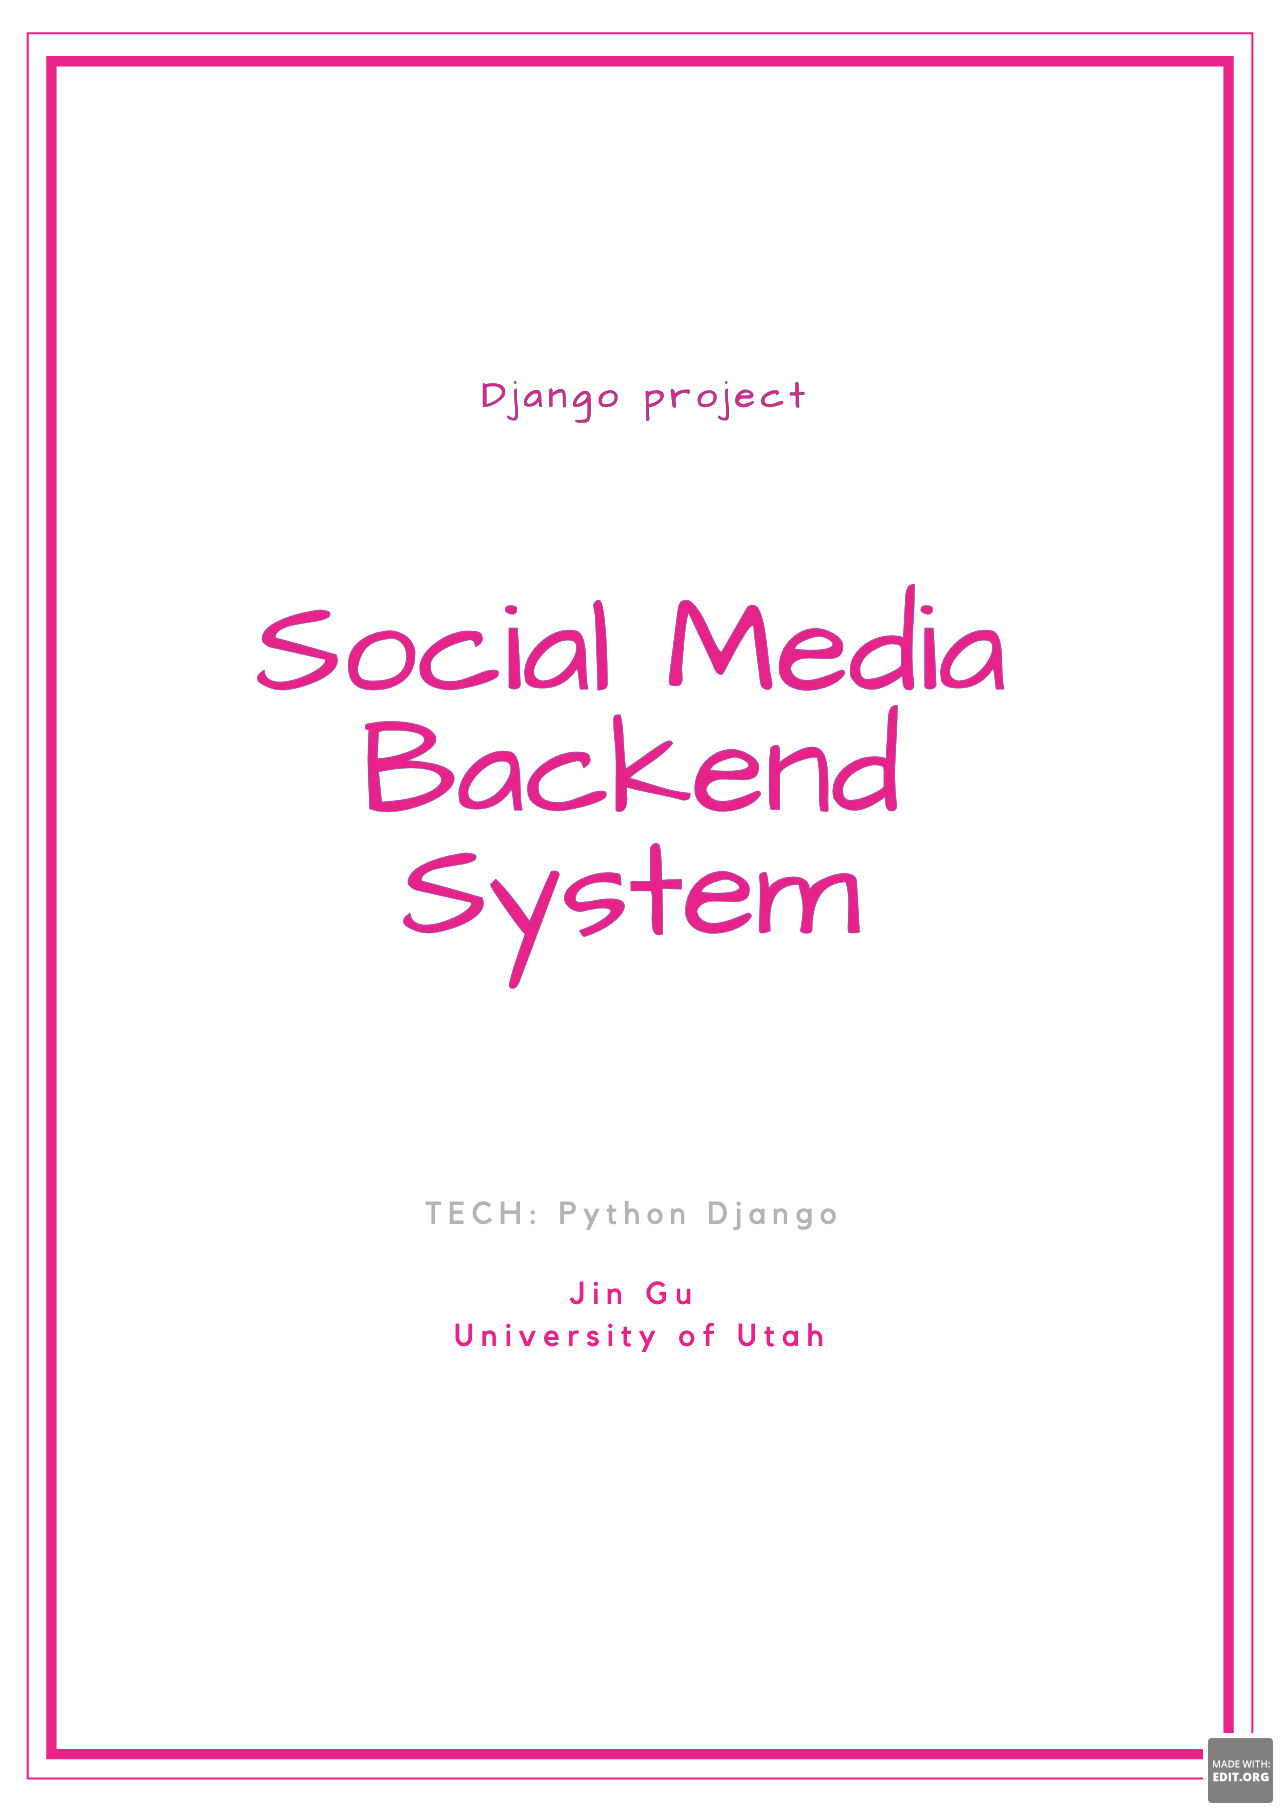 Django project
Social Media
Backend
System
TECH: Python Django
Jin Gu
University of Utah
MADE WITH:
EDIT.ORG